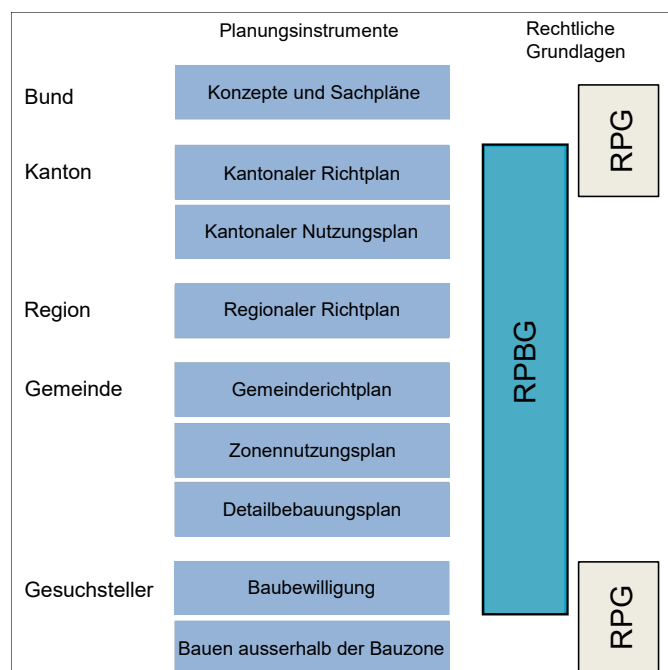 Planungsinstrumente
Rechtliche
Grundlagen
Bund
Konzepte und Sachpläne
RPG
Kanton
Kantonaler Richtplan
Kantonaler Nutzungsplan
RPBG
Region
Regionaler Richtplan
Gemeinde
Gemeinderichtplan
Zonennutzungsplan
Detailbebauungsplan
Gesuchsteller
Baubewilligung
RPG
Bauen ausserhalb der Bauzone